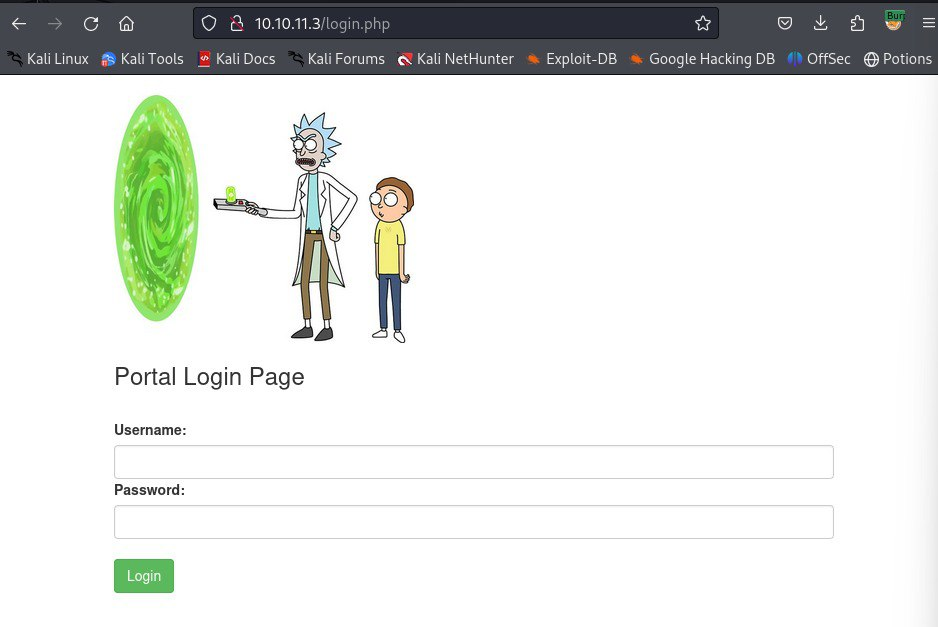 10.10.11.3/login.php
Burp
Kali Linux Kali Tools Kali Docs Kali Forums Kali NetHunter Exploit-DB Google Hacking DB OffSec Potions
Portal Login Page
Username:
Password:
Login